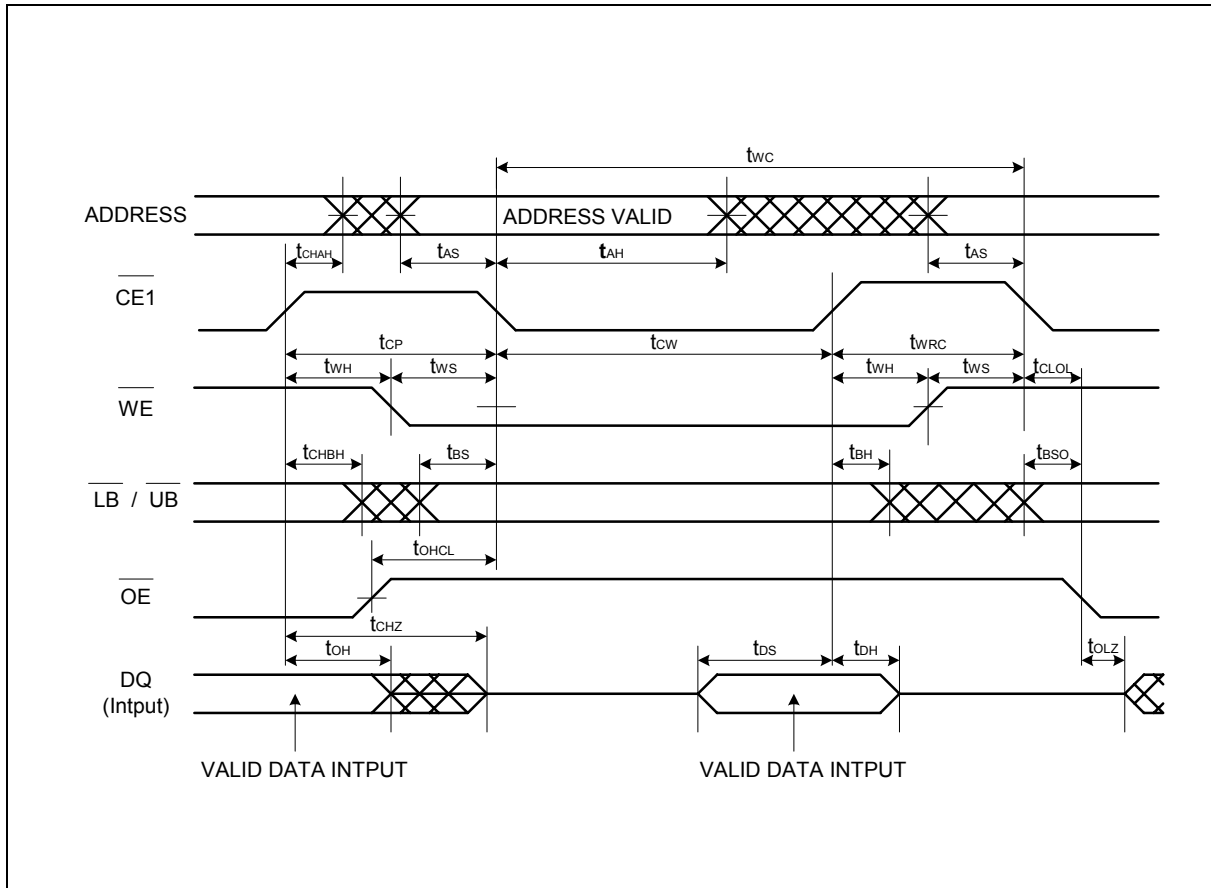 tWC
ADDRESS
ADDRESS VALID
tCHAH
tAS
tAH
tAS
CE1
tCP
tCW
tWRC
tWH
tWS
tWH
tWS
tCLOL
WE
tCHBH
tBS
tBH
tBSO
LB / UB
tOHCL
OE
tCHZ
tOH
tDS
tDH
tOLZ
DQ
(Intput)
VALID DATA INTPUT
VALID DATA INTPUT